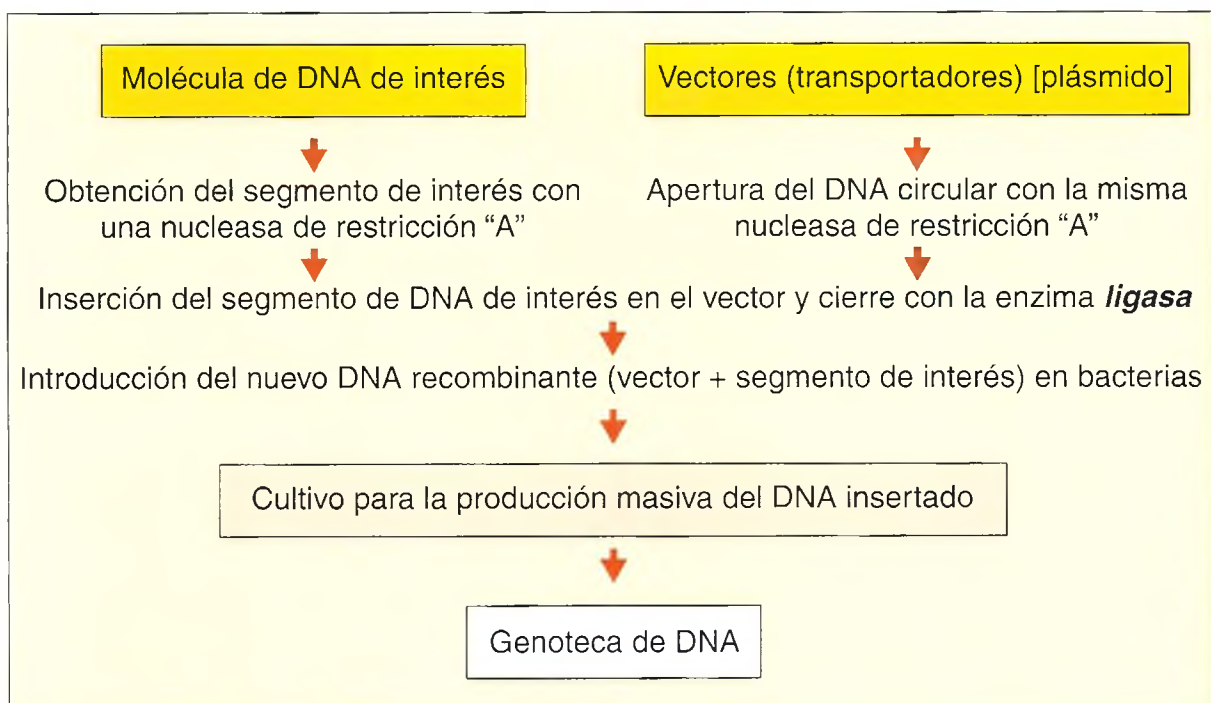 Molécula de DNA de interés
Vectores (transportadores) [plásmido]
Obtención del segmento de interés con
una nucleasa de restricción “A”
Apertura del DNA circular con la misma
nucleasa de restricción “A”
Inserción del segmento de DNA de interés en el vector y cierre con la enzima ligasa
Introducción del nuevo DNA recombinante (vector + segmento de interés) en bacterias
Cultivo para la producción masiva del DNA insertado
Genoteca de DNA